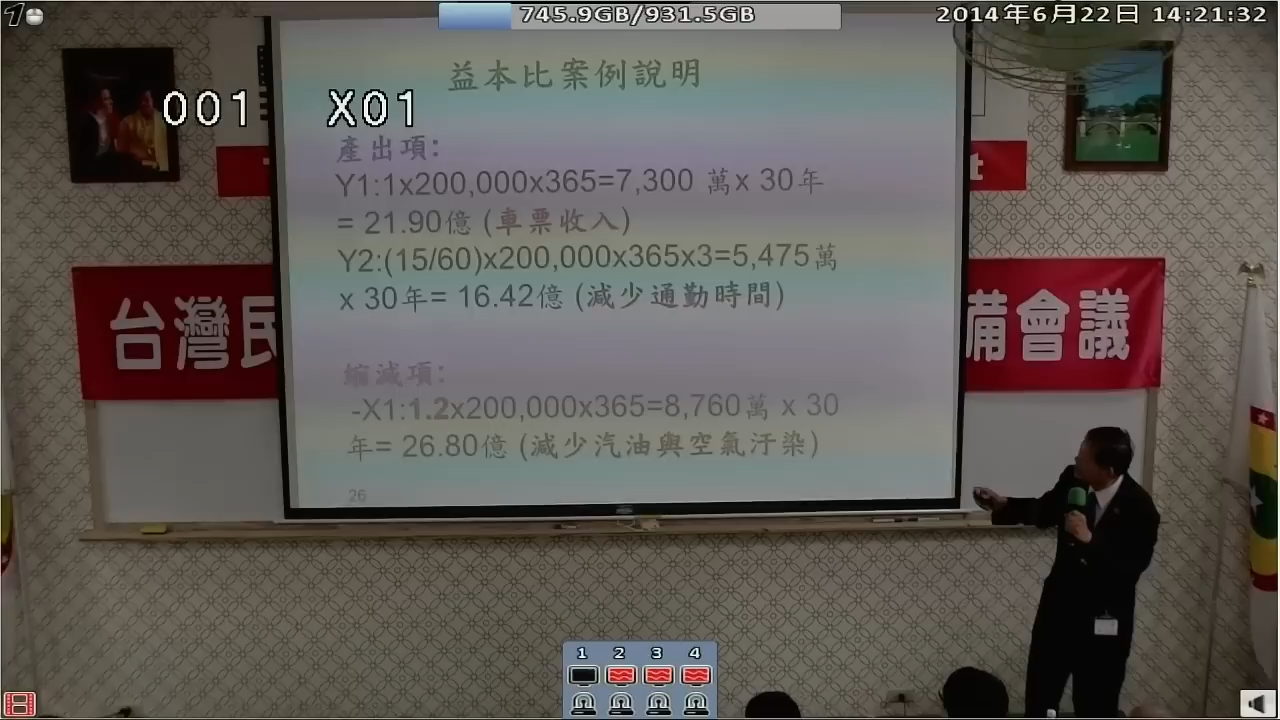 745.9GB/931.5GB
2014年6月22日 14:21:32
001 X01
益本比案例說明
產出項:
Y1:1x200,000x365=7,300 萬x 30年
= 21.90億 (車票收入)
Y2:(15/60)x200,000x365x3=5,475萬
x 30年= 16.42億 (減少通勤時間)
縮減項:
-X1:1.2x200,000x365=8,760萬 x 30
年= 26.80億 (減少汽油與空氣汙染)
26
t
台灣民
備會議
1 2 3 4